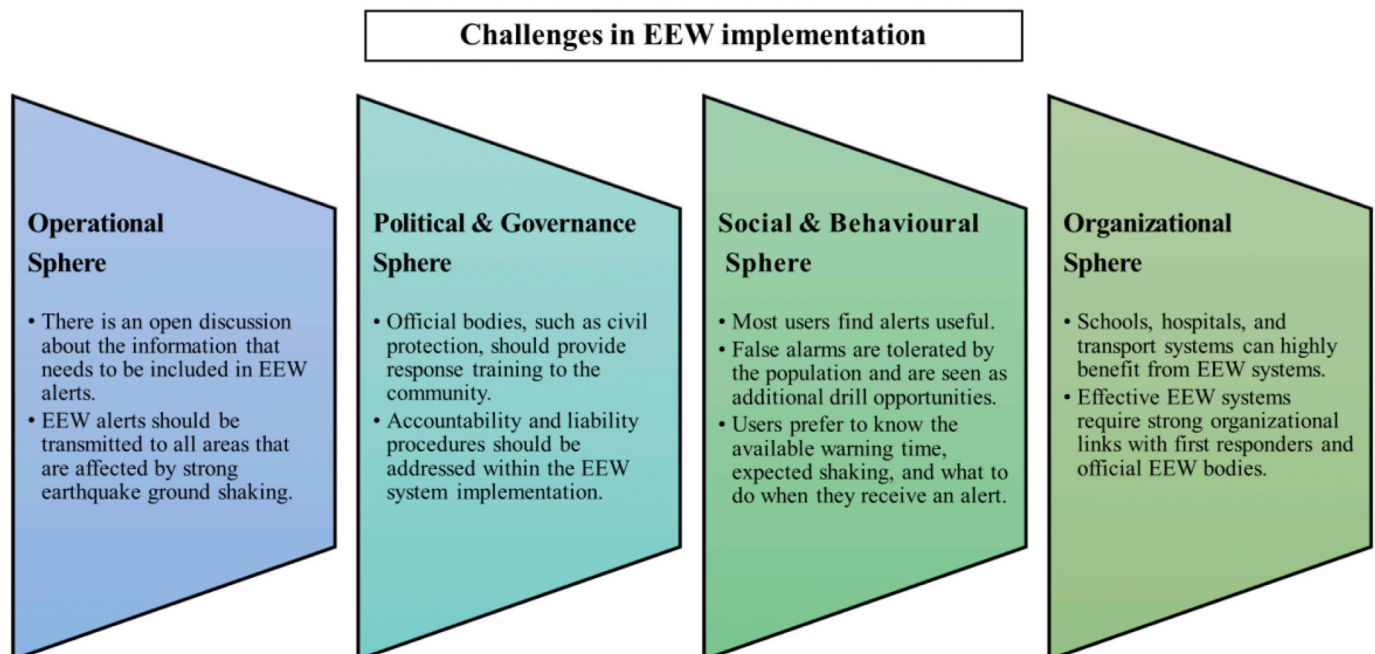 Challenges in EEW implementation
Operational
Sphere
• There is an open discussion
about the information that
needs to be included in EEW
alerts.
• EEW alerts should be
transmitted to all areas that
are affected by strong
earthquake ground shaking.
Political & Governance
Sphere
• Official bodies, such as civil
protection, should provide
response training to the
community.
• Accountability and liability
procedures should be
addressed within the EEW
system implementation.
Social & Behavioural
Sphere
• Most users find alerts useful.
• False alarms are tolerated by
the population and are seen as
additional drill opportunities.
• Users prefer to know the
available warning time,
expected shaking, and what to
do when they receive an alert.
Organizational
Sphere
• Schools, hospitals, and
transport systems can highly
benefit from EEW systems.
• Effective EEW systems
require strong organizational
links with first responders and
official EEW bodies.